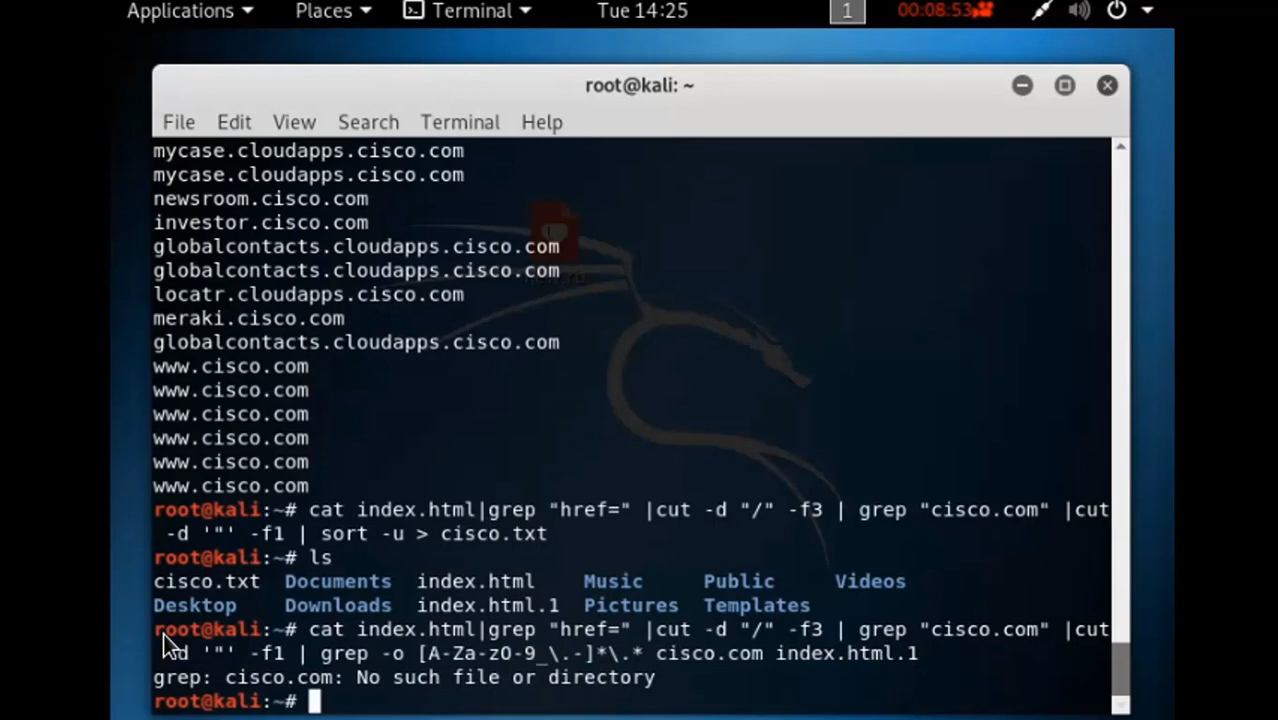 Applications Places Terminal Tue 14:25 1 00:08:53
root@kali: ~
File Edit View Search Terminal Help
mycase.cloudapps.cisco.com
mycase.cloudapps.cisco.com
newsroom.cisco.com
investor.cisco.com
globalcontacts.cloudapps.cisco.com
globalcontacts.cloudapps.cisco.com
locatr.cloudapps.cisco.com
meraki.cisco.com
globalcontacts.cloudapps.cisco.com
www.cisco.com
www.cisco.com
www.cisco.com
www.cisco.com
www.cisco.com
www.cisco.com
root@kali:~# cat index.html|grep "href=" |cut -d "/" -f3 | grep "cisco.com" |cut
-d '"' -f1 | sort -u > cisco.txt
root@kali:~# ls
cisco.txt Documents index.html Music Public Videos
Desktop Downloads index.html.1 Pictures Templates
root@kali:~# cat index.html|grep "href=" |cut -d "/" -f3 | grep "cisco.com" |cut
-d '"' -f1 | grep -o [A-Za-zO-9_\.-]*\.* cisco.com index.html.1
grep: cisco.com: No such file or directory
root@kali:~#